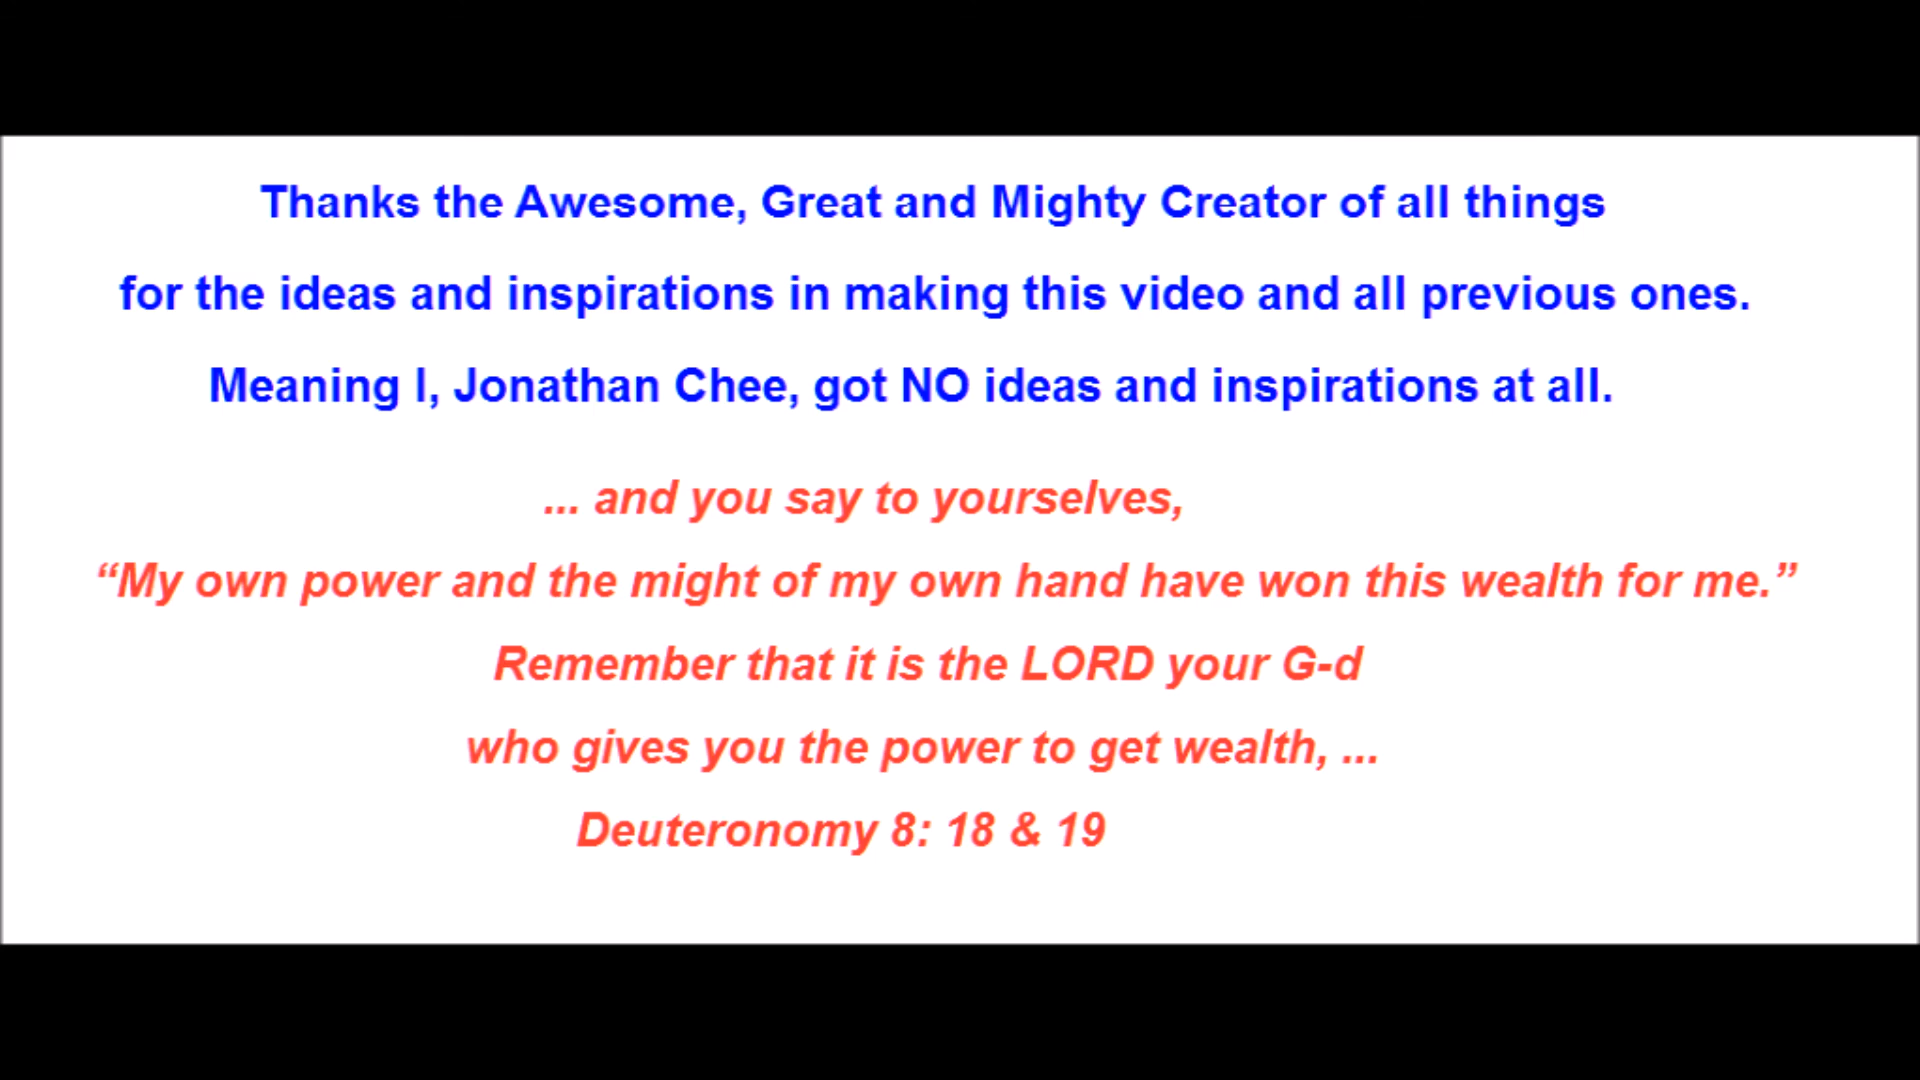 Thanks the Awesome, Great and Mighty Creator of all things
for the ideas and inspirations in making this video and all previous ones.
Meaning I, Jonathan Chee, got NO ideas and inspirations at all.
... and you say to yourselves,
“My own power and the might of my own hand have won this wealth for me.”
Remember that it is the LORD your G-d
who gives you the power to get wealth, ...
Deuteronomy 8: 18 & 19